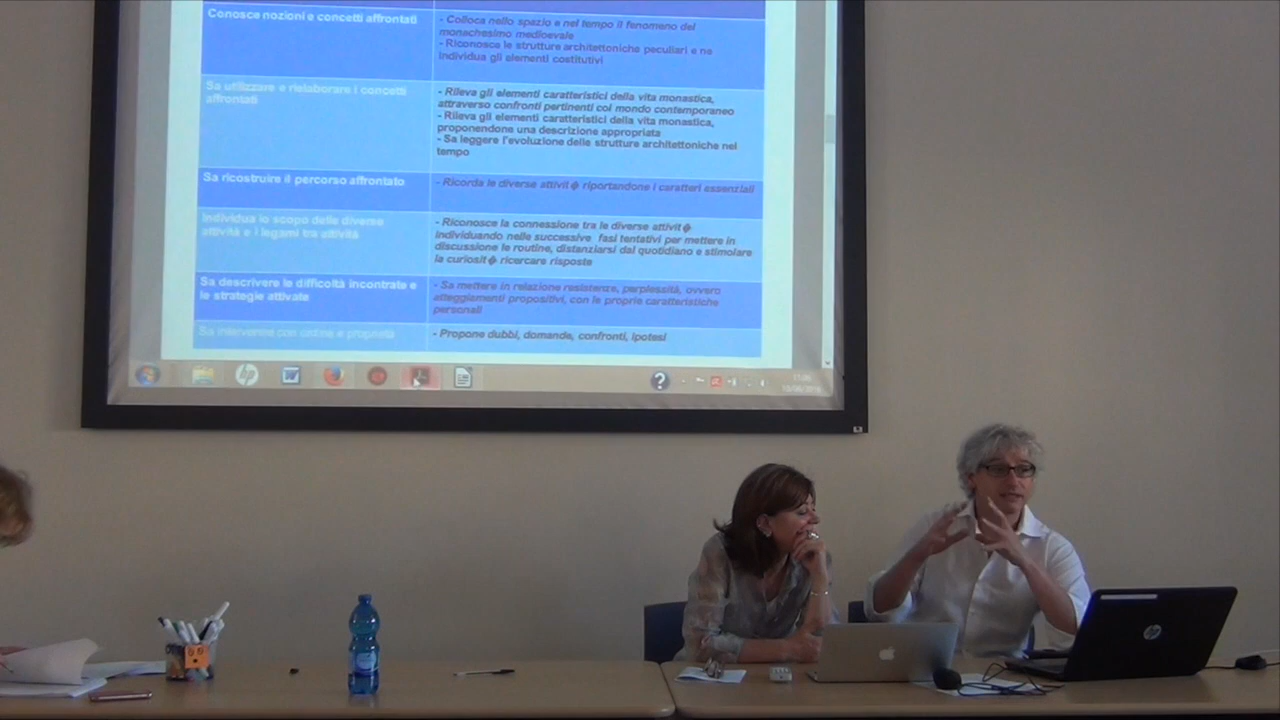 Conosce nozioni e concetti affrontati
- Colloca nello spazio e nel tempo il fenomeno del
monachesimo medioevale
- Riconosce le strutture architettoniche peculiari e ne
individua gli elementi costitutivi
Sa utilizzare e rielaborare i concetti
affrontati
- Rileva gli elementi caratteristici della vita monastica,
attraverso confronti pertinenti col mondo contemporaneo
- Rileva gli elementi caratteristici della vita monastica,
proponendone una descrizione appropriata
- Sa leggere l'evoluzione delle strutture architettoniche nel
tempo
Sa ricostruire il percorso affrontato
- Ricorda le diverse attivit� riportandone i caratteri essenziali
Individua lo scopo delle diverse
attività e i legami tra attività
- Riconosce la connessione tra le diverse attivit�
individuando nelle successive fasi tentativi per mettere in
discussione le routine, distanziarsi dal quotidiano e stimolare
la curiosit� ricercare risposte
Sa descrivere le difficoltà incontrate e
le strategie attivate
- Sa mettere in relazione resistenze, perplessità, ovvero
atteggiamenti propositivi, con le proprie caratteristiche
personali
Sa intervenire con ordine e proprietà
- Propone dubbi, domande, confronti, ipotesi
hp
W
?
hp